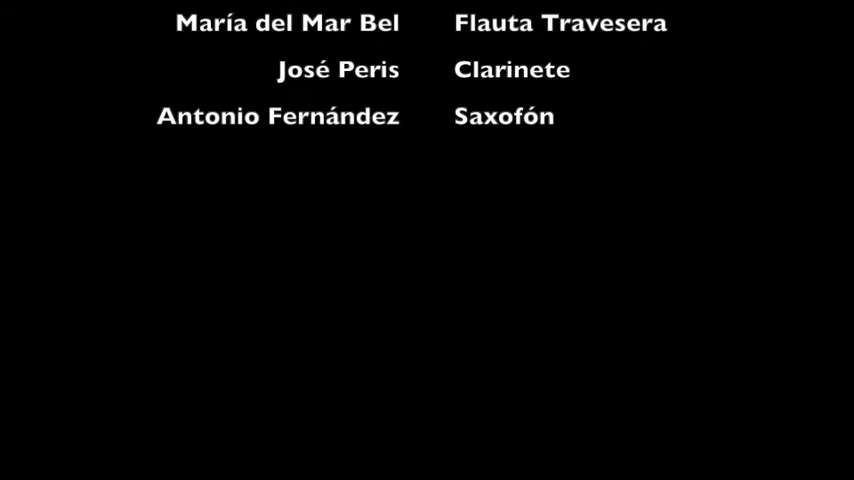 María del Mar Bel Flauta Travesera
José Peris Clarinete
Antonio Fernández Saxofón